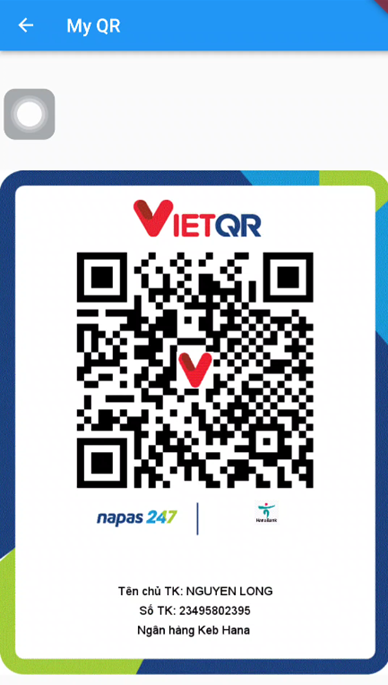 My QR
VIETQR
napas 247
Tên chủ TK: NGUYEN LONG
Số TK: 23495802395
Ngân hàng Keb Hana